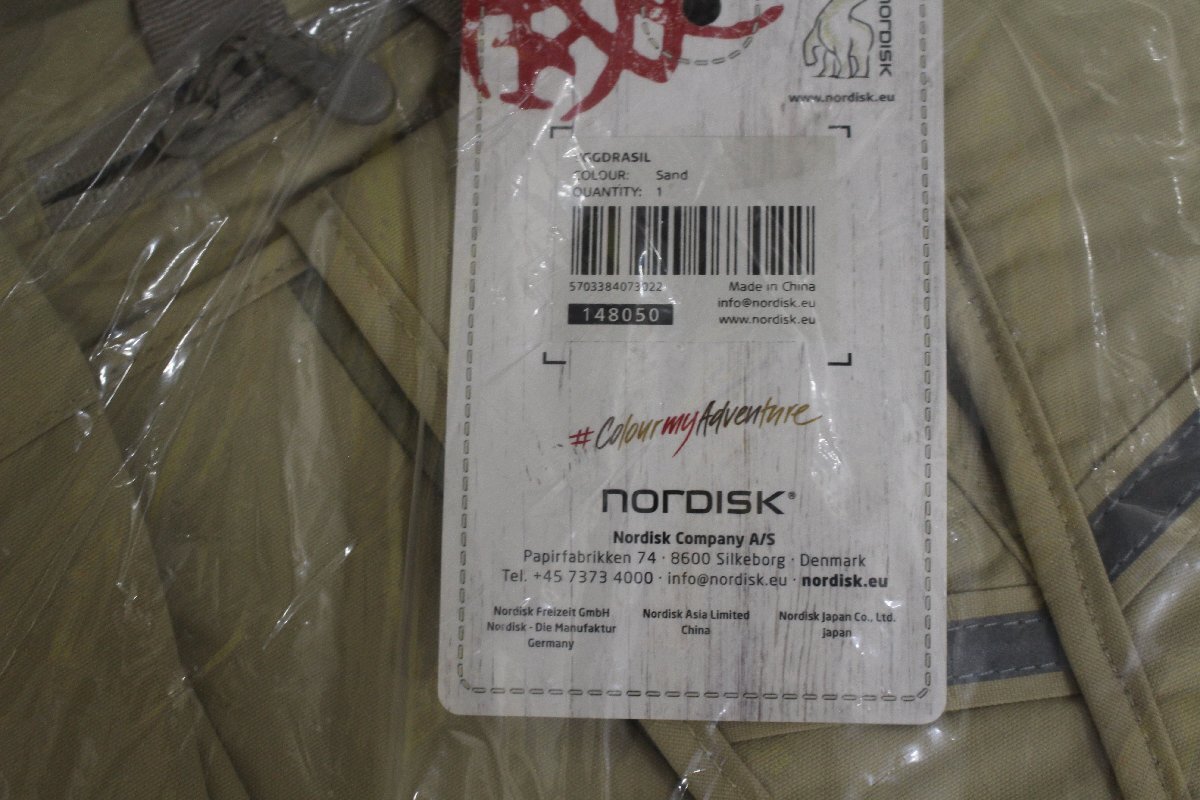 nordisk
www.nordisk.eu
YGGDRASIL
COLOUR: Sand
QUANTITY: 1
5703384073022 Made in China
info@nordisk.eu
148050 www.nordisk.eu
#ColourmyAdventure
nordisk®
Nordisk Company A/S
Papirfabrikken 74 · 8600 Silkeborg · Denmark
Tel. +45 7373 4000 · info@nordisk.eu · nordisk.eu
Nordisk Freizeit GmbH
Nordisk - Die Manufaktur
Germany
Nordisk Asia Limited
China
Nordisk Japan Co., Ltd.
Japan